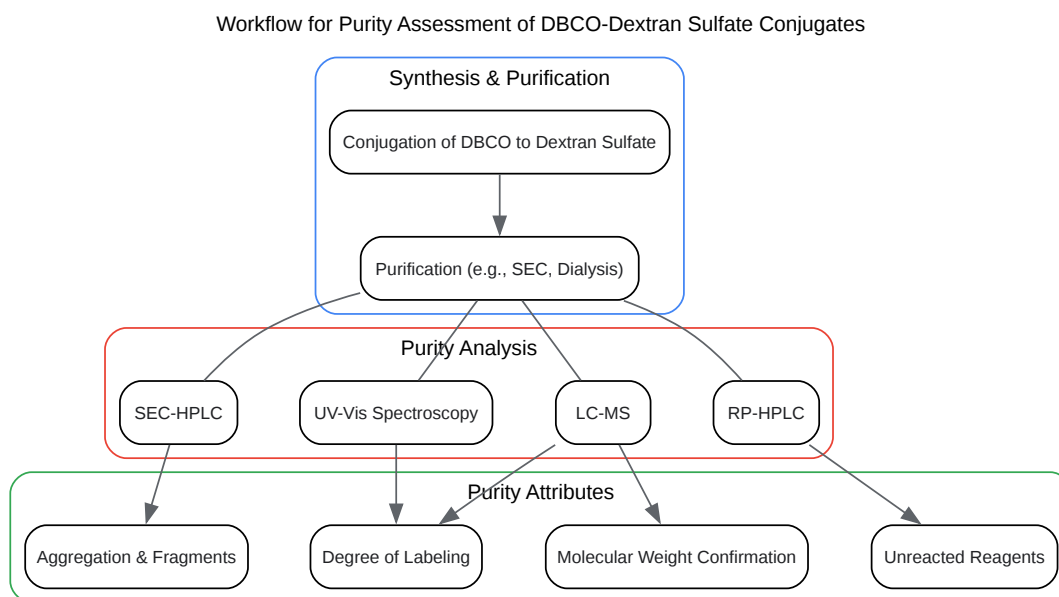 Workflow for Purity Assessment of DBCO-Dextran Sulfate Conjugates
Synthesis & Purification
Conjugation of DBCO to Dextran Sulfate
Purification (e.g., SEC, Dialysis)
Purity Analysis
SEC-HPLC
UV-Vis Spectroscopy
LC-MS
RP-HPLC
Purity Attributes
Aggregation & Fragments
Degree of Labeling
Molecular Weight Confirmation
Unreacted Reagents